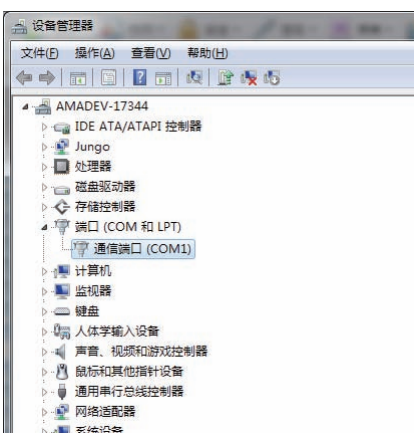 设备管理器
文件(F) 操作(A) 查看(V) 帮助(H)
AMADEV-17344
IDE ATA/ATAPI 控制器
Jungo
处理器
磁盘驱动器
存储控制器
端口 (COM 和 LPT)
通信端口 (COM1)
计算机
监视器
键盘
人体学输入设备
声音、视频和游戏控制器
鼠标和其他指针设备
通用串行总线控制器
网络适配器
系统设备